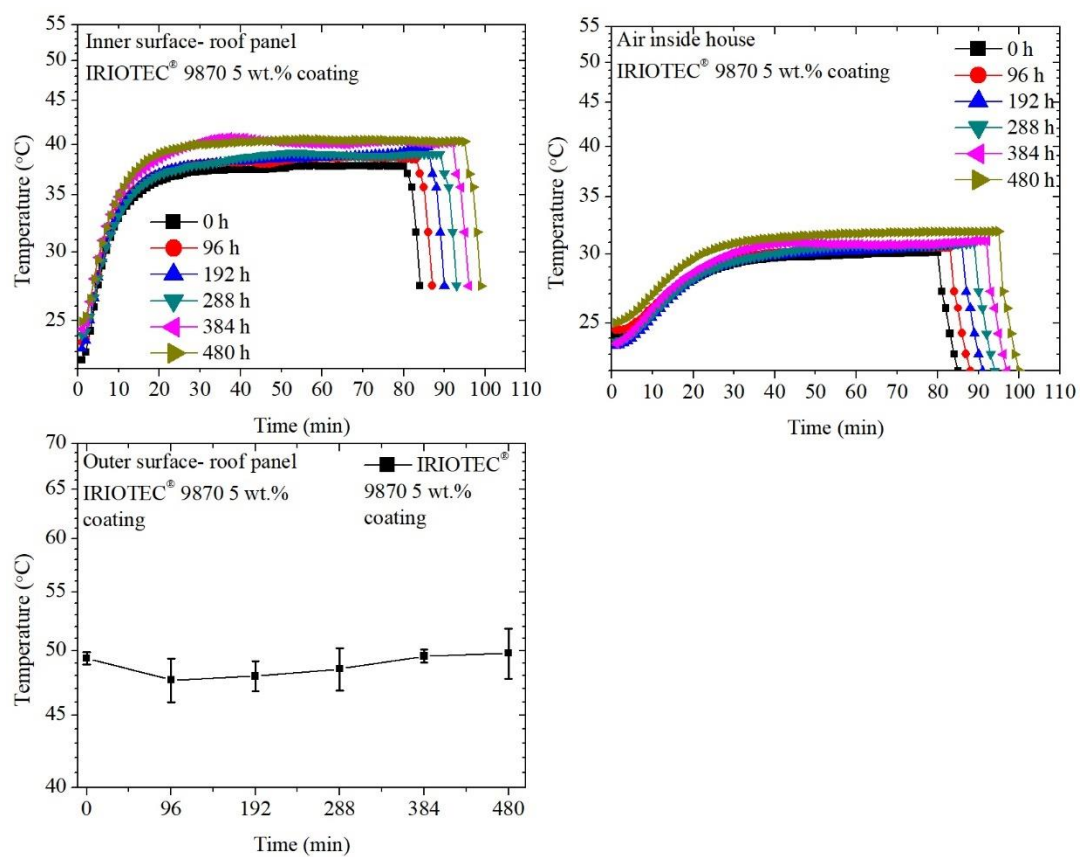 Inner surface- roof panel
IRIOTEC® 9870 5 wt.% coating
55
50
45
40
35
30
25
Temperature (°C)
0 h
96 h
192 h
288 h
384 h
480 h
0 10 20 30 40 50 60 70 80 90 100 110
Time (min)
Air inside house
IRIOTEC® 9870 5 wt.% coating
55
50
45
40
35
30
25
Temperature (°C)
0 h
96 h
192 h
288 h
384 h
480 h
0 10 20 30 40 50 60 70 80 90 100 110
Time (min)
Outer surface- roof panel
IRIOTEC® 9870 5 wt.%
coating
IRIOTEC®
9870 5 wt.%
coating
70
65
60
55
50
45
40
Temperature (°C)
0 96 192 288 384 480
Time (min)